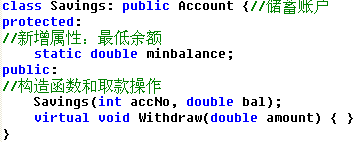 class Savings: public Account {//储蓄账户
protected:
//新增属性: 最低余额
static double minbalance;
public:
//构造函数和取款操作
Savings(int accNo, double bal);
virtual void Withdraw(double amount) { }
}